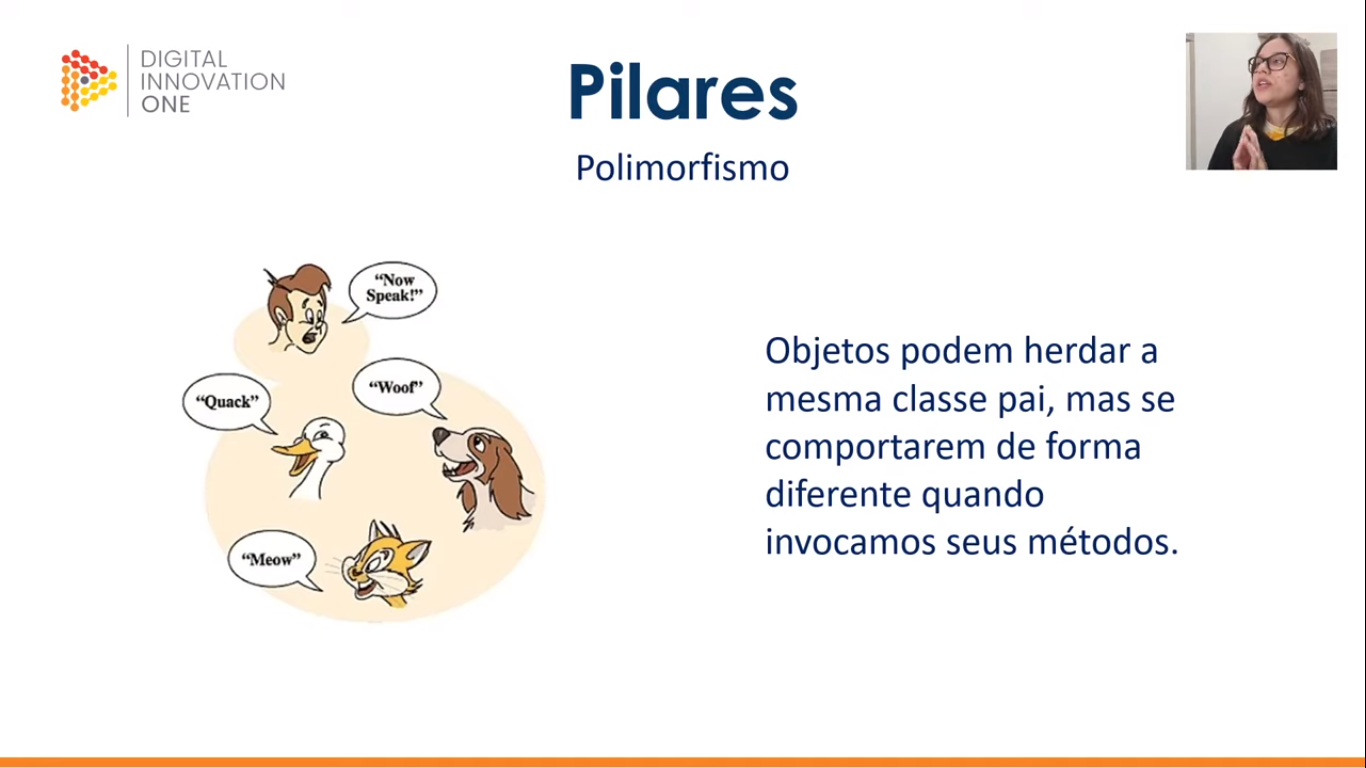 DIGITAL
INNOVATION
ONE
Pilares
Polimorfismo
“Now
Speak!”
“Quack”
“Woof”
“Meow”
Objetos podem herdar a
mesma classe pai, mas se
comportarem de forma
diferente quando
invocamos seus métodos.